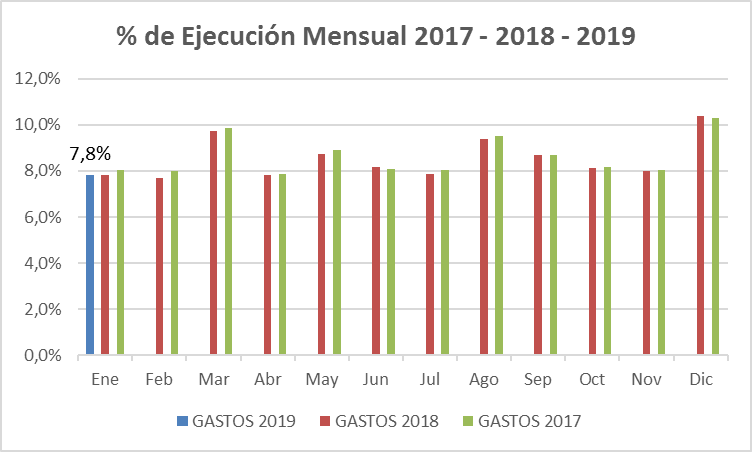 % de Ejecución Mensual 2017 - 2018 - 2019
12,0%
10,0%
8,0%
6,0%
4,0%
2,0%
0,0%
7,8%
Ene Feb Mar Abr May Jun Jul Ago Sep Oct Nov Dic
GASTOS 2019 GASTOS 2018 GASTOS 2017